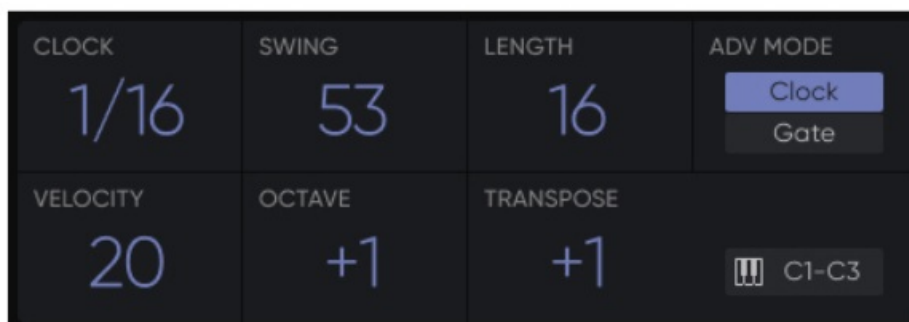 CLOCK SWING LENGTH ADV MODE
1/16 53 16 Clock
Gate
VELOCITY OCTAVE TRANSPOSE
20 +1 +1 C1-C3